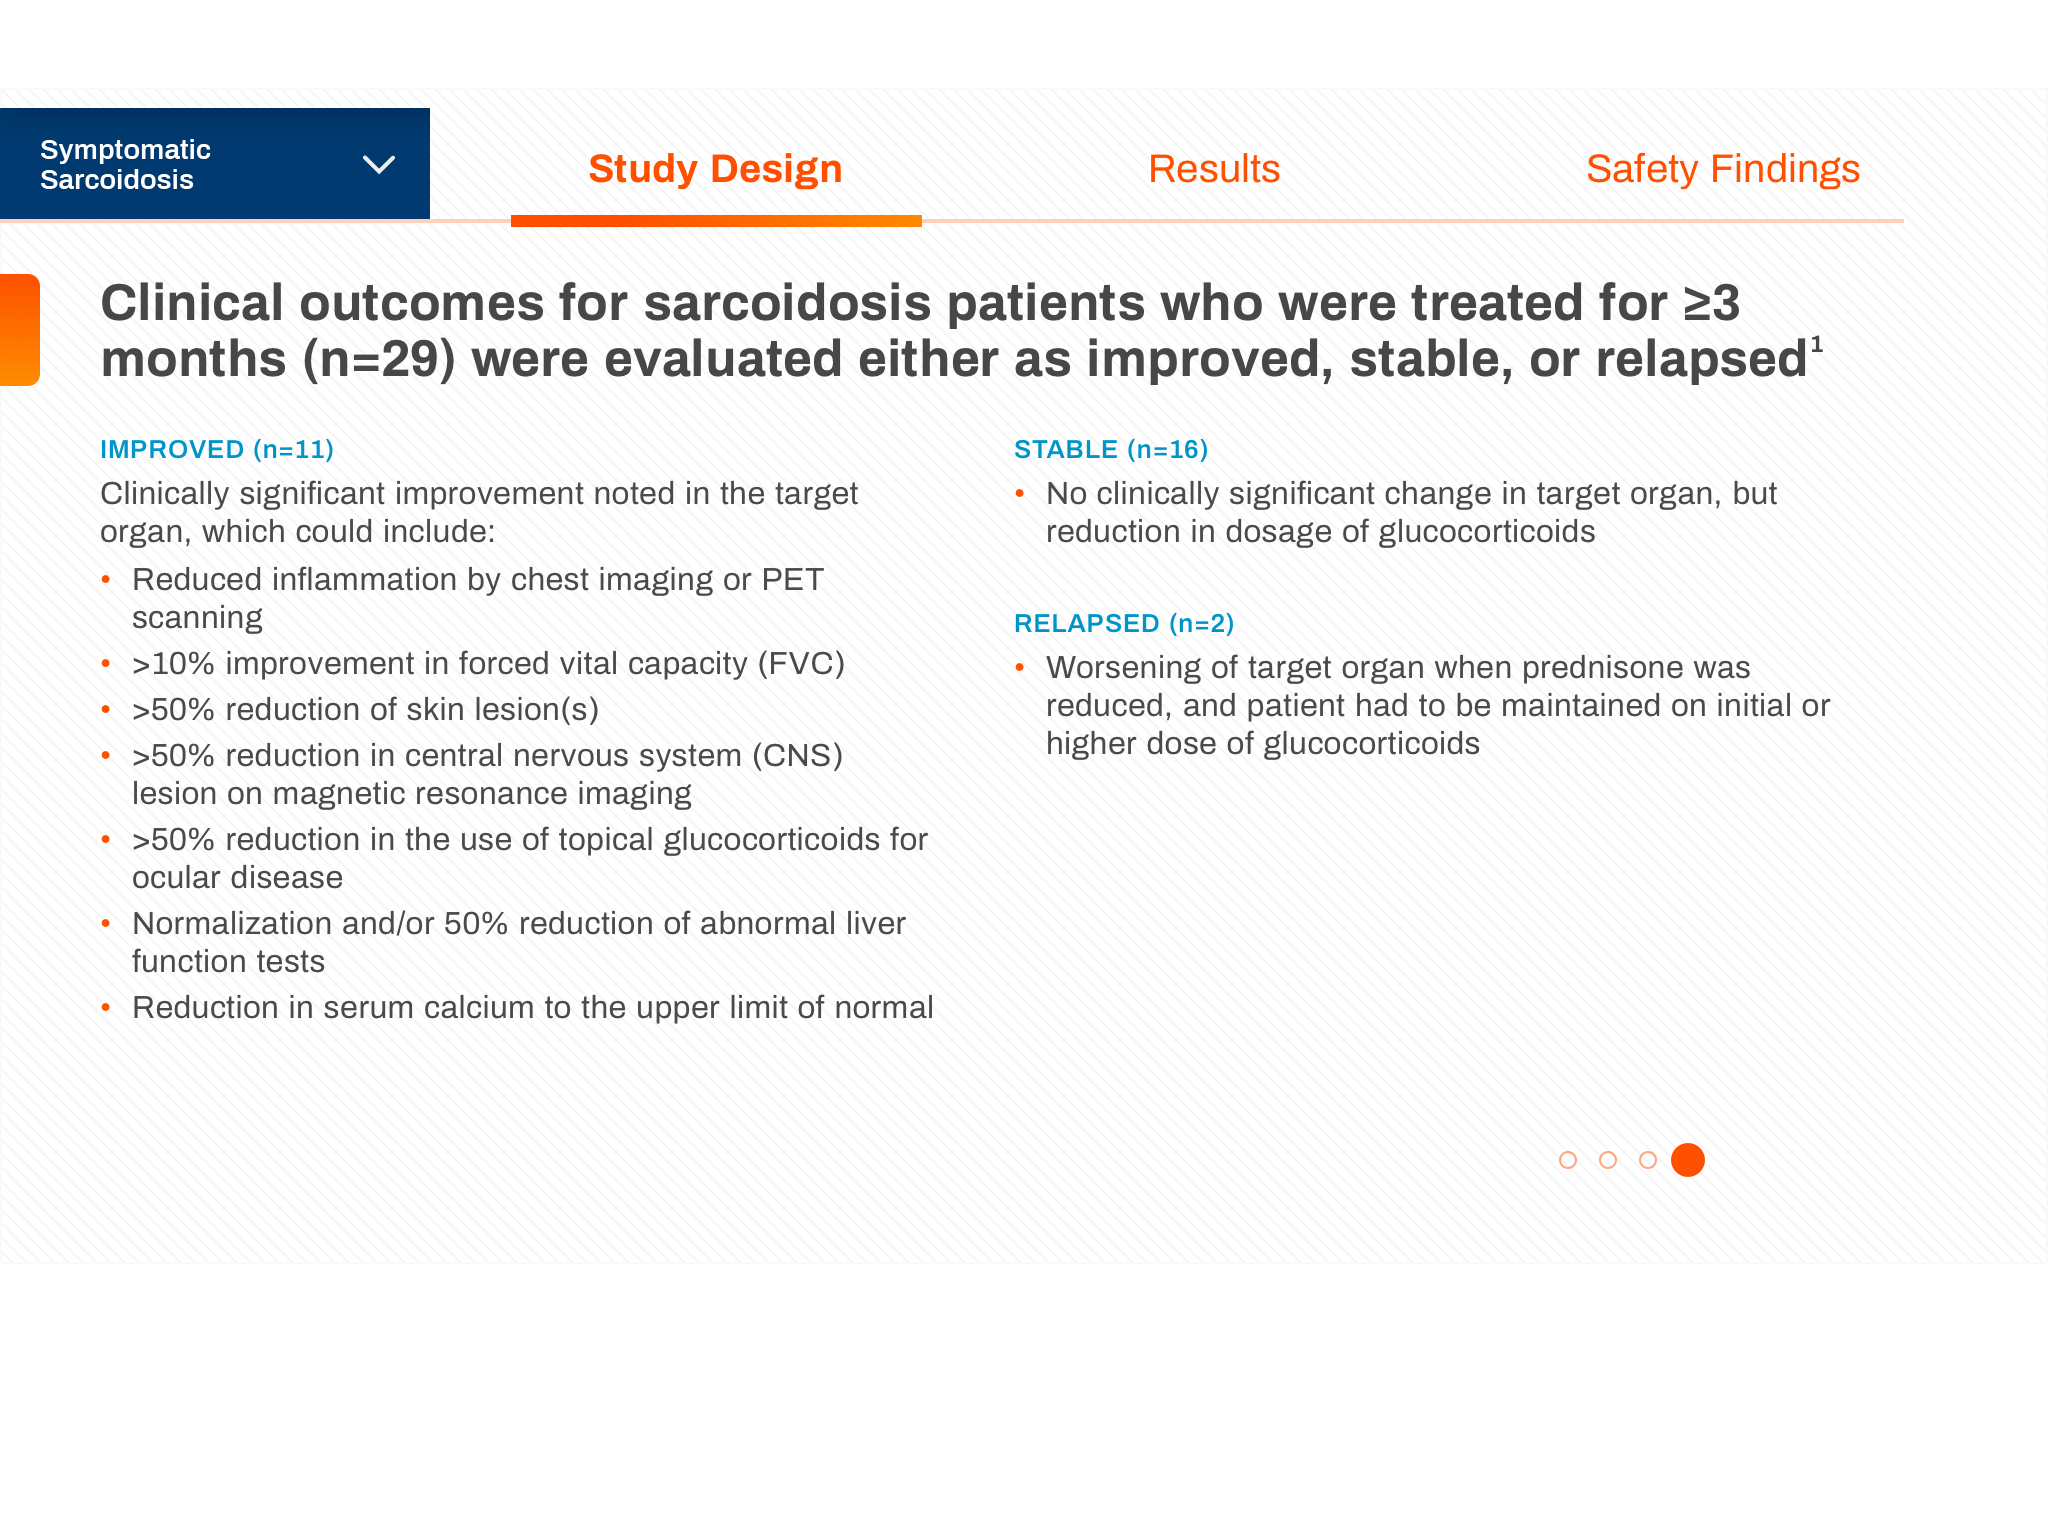 Symptomatic
Sarcoidosis
Study Design
Results
Safety Findings
Clinical outcomes for sarcoidosis patients who were treated for ≥3
months (n=29) were evaluated either as improved, stable, or relapsed¹
IMPROVED (n=11)
Clinically significant improvement noted in the target
organ, which could include:
• Reduced inflammation by chest imaging or PET
scanning
• >10% improvement in forced vital capacity (FVC)
• >50% reduction of skin lesion(s)
• >50% reduction in central nervous system (CNS)
lesion on magnetic resonance imaging
• >50% reduction in the use of topical glucocorticoids for
ocular disease
• Normalization and/or 50% reduction of abnormal liver
function tests
• Reduction in serum calcium to the upper limit of normal
STABLE (n=16)
• No clinically significant change in target organ, but
reduction in dosage of glucocorticoids
RELAPSED (n=2)
• Worsening of target organ when prednisone was
reduced, and patient had to be maintained on initial or
higher dose of glucocorticoids